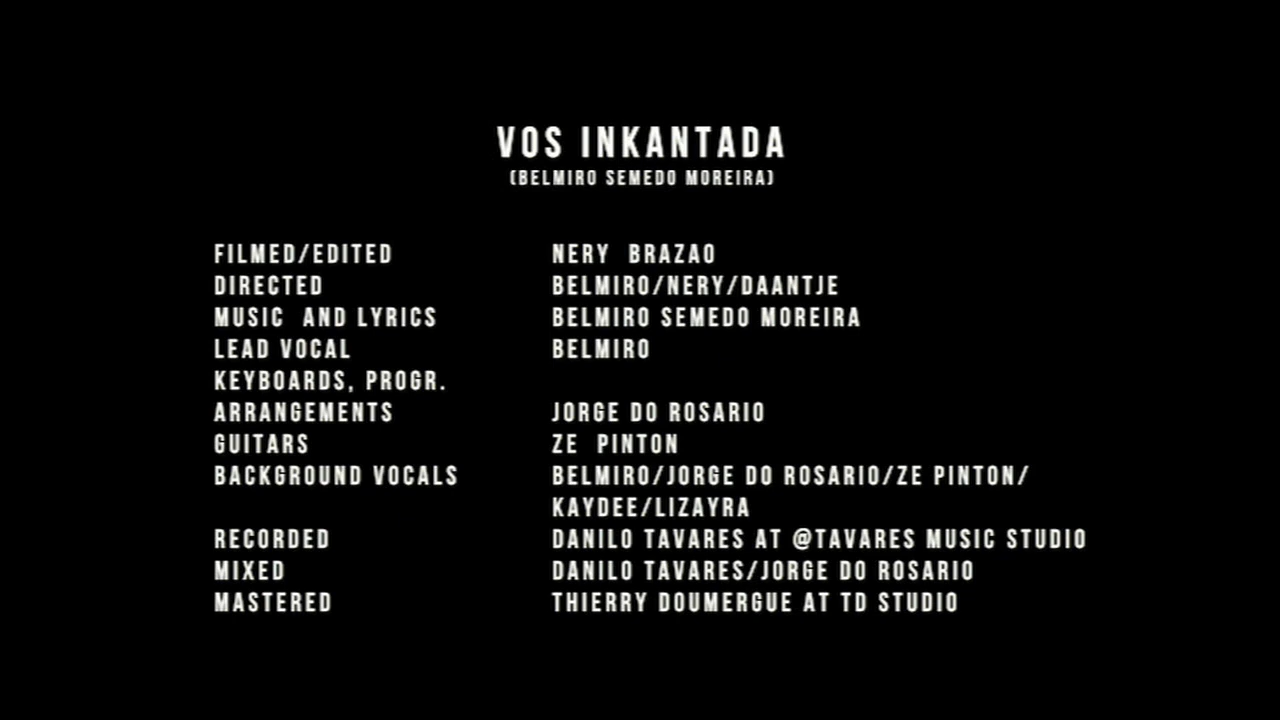 VOS INKANTADA
(BELMIRO SEMEDO MOREIRA)
FILMED/EDITED NERY BRAZAO
DIRECTED BELMIRO/NERY/DAANTJE
MUSIC AND LYRICS BELMIRO SEMEDO MOREIRA
LEAD VOCAL BELMIRO
KEYBOARDS, PROGR.
ARRANGEMENTS JORGE DO ROSARIO
GUITARS ZE PINTON
BACKGROUND VOCALS BELMIRO/JORGE DO ROSARIO/ZE PINTON/
KAYDEE/LIZAYRA
RECORDED DANILO TAVARES AT @TAVARES MUSIC STUDIO
MIXED DANILO TAVARES/JORGE DO ROSARIO
MASTERED THIERRY DOUMERGUE AT TD STUDIO